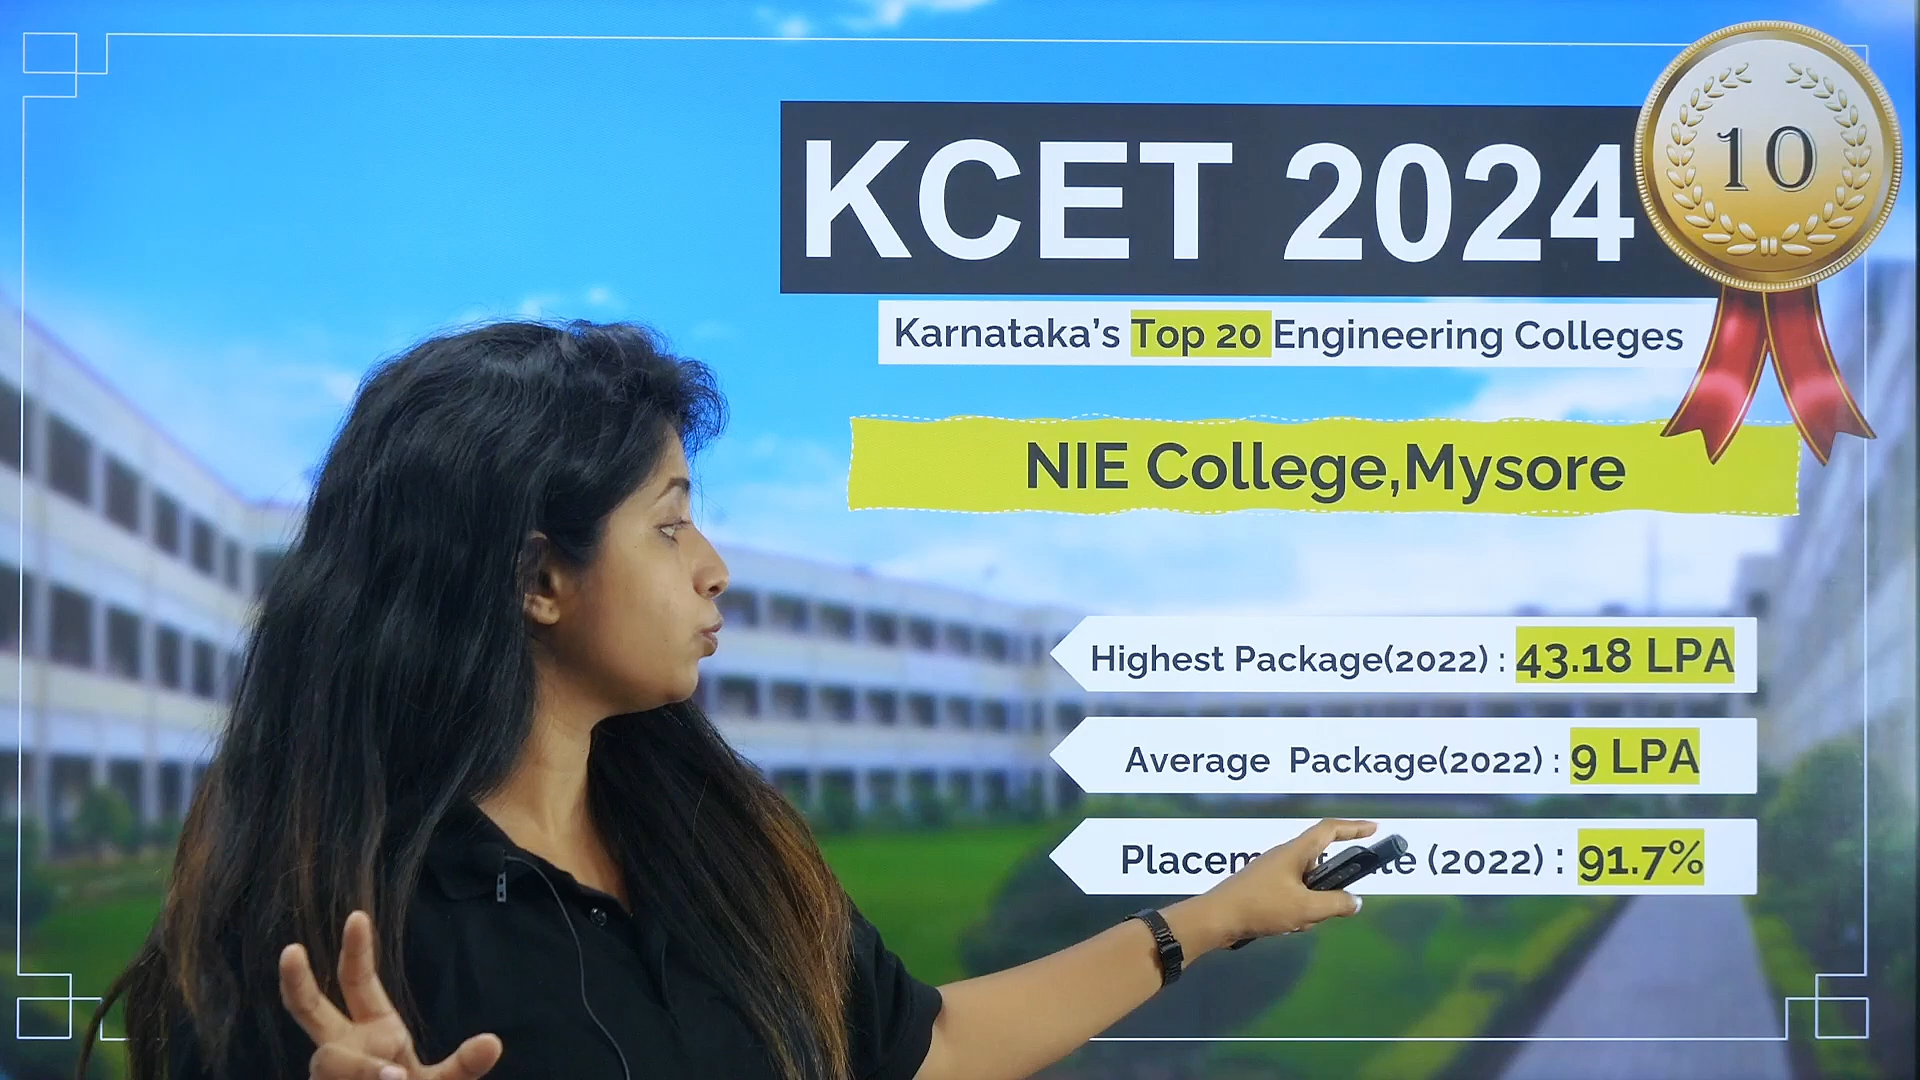 KCET 2024
10
Karnataka's Top 20 Engineering Colleges
NIE College,Mysore
Highest Package(2022) : 43.18 LPA
Average Package(2022) : 9 LPA
(2022) : 91.7%